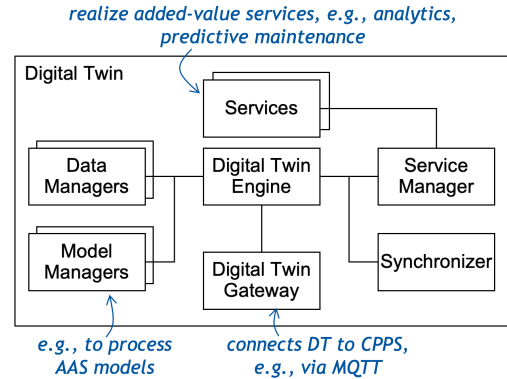 realize added-value services, e.g., analytics,
predictive maintenance
Digital Twin
Services
Data
Managers
Digital Twin
Engine
Service
Manager
Model
Managers
Digital Twin
Gateway
Synchronizer
e.g., to process
AAS models
connects DT to CPPS,
e.g., via MQTT